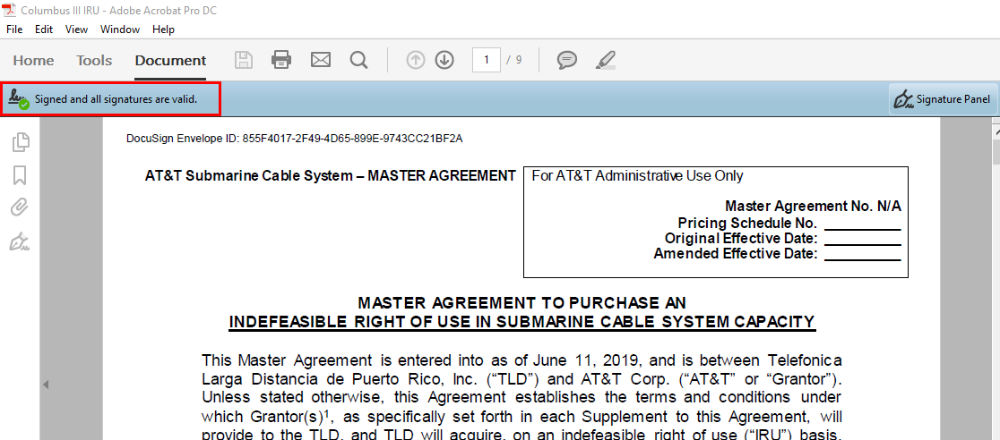 Columbus III IRU - Adobe Acrobat Pro DC
File Edit View Window Help
Home Tools Document 1 / 9
Signed and all signatures are valid.
Signature Panel
DocuSign Envelope ID: 855F4017-2F49-4D65-899E-9743CC21BF2A
AT&T Submarine Cable System – MASTER AGREEMENT
For AT&T Administrative Use Only
Master Agreement No. N/A
Pricing Schedule No. __________
Original Effective Date: __________
Amended Effective Date: __________
MASTER AGREEMENT TO PURCHASE AN
INDEFEASIBLE RIGHT OF USE IN SUBMARINE CABLE SYSTEM CAPACITY
This Master Agreement is entered into as of June 11, 2019, and is between Telefonica
Larga Distancia de Puerto Rico, Inc. (“TLD”) and AT&T Corp. (“AT&T” or “Grantor”).
Unless stated otherwise, this Agreement establishes the terms and conditions under
which Grantor(s)¹, as specifically set forth in each Supplement to this Agreement, will
provide to the TLD, and TLD will acquire, on an indefeasible right of use (“IRU”) basis,